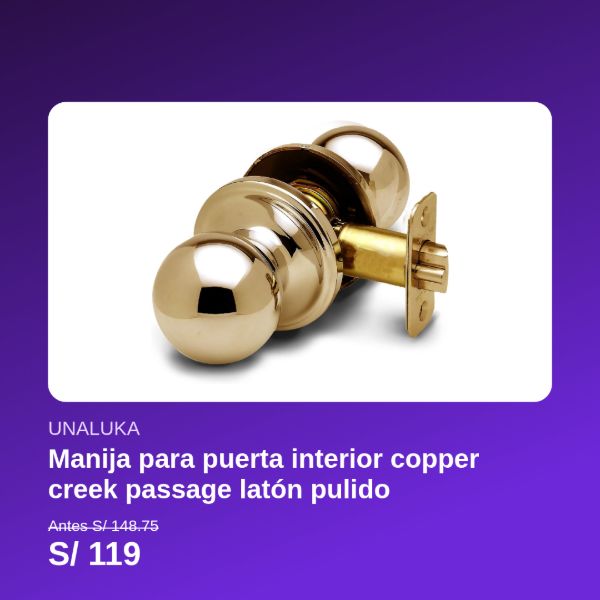 UNALUKA
Manija para puerta interior copper
creek passage latón pulido
Antes S/ 148.75
S/ 119